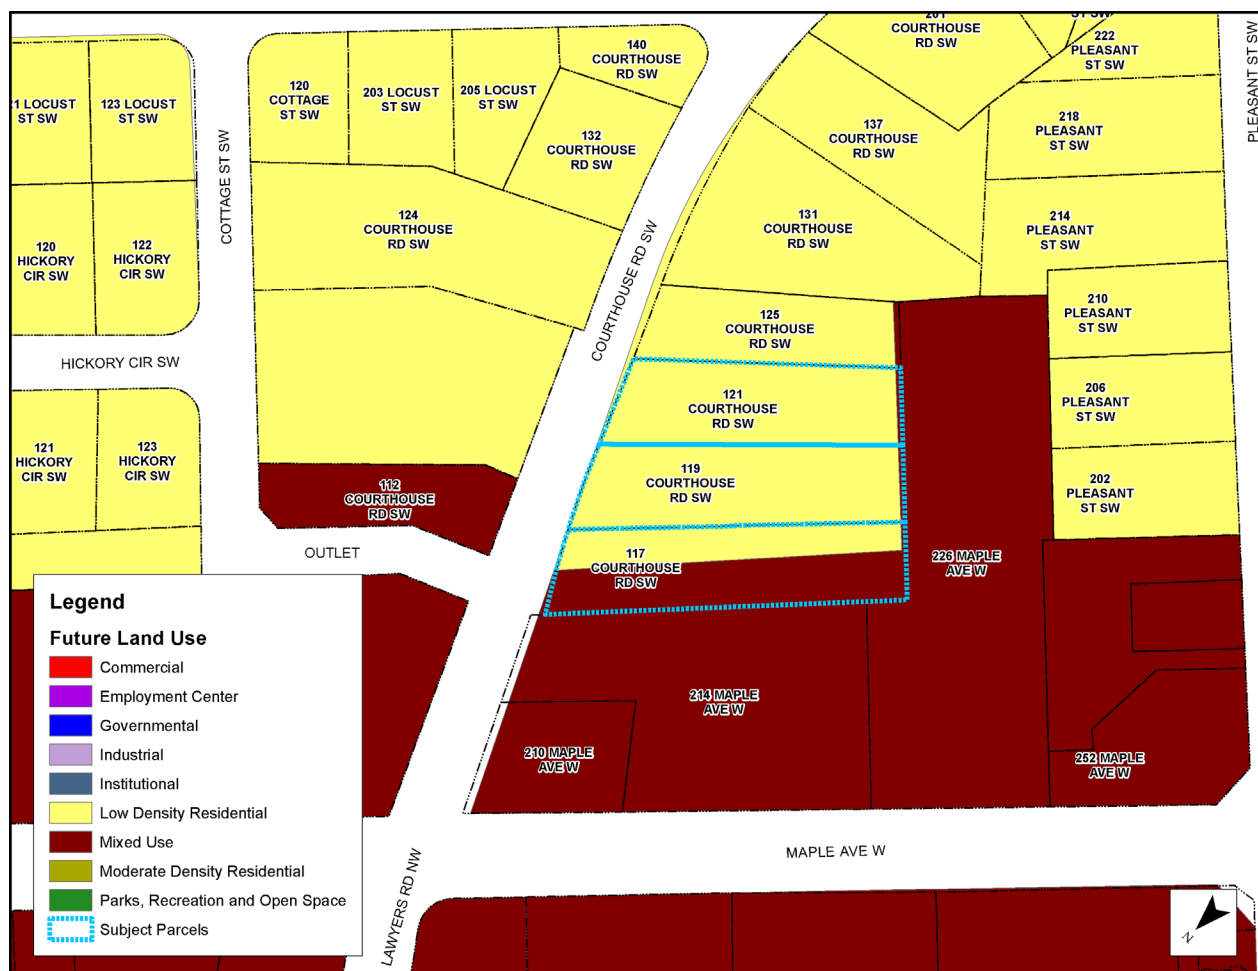 201
COURTHOUSE
RD SW
ST SW
222
PLEASANT
ST SW
PLEASANT ST SW
140
COURTHOUSE
RD SW
21 LOCUST
ST SW
123 LOCUST
ST SW
120
COTTAGE
ST SW
203 LOCUST
ST SW
205 LOCUST
ST SW
132
COURTHOUSE
RD SW
137
COURTHOUSE
RD SW
218
PLEASANT
ST SW
COTTAGE ST SW
124
COURTHOUSE
RD SW
131
COURTHOUSE
RD SW
214
PLEASANT
ST SW
120
HICKORY
CIR SW
122
HICKORY
CIR SW
COURTHOUSE RD SW
125
COURTHOUSE
RD SW
210
PLEASANT
ST SW
HICKORY CIR SW
121
COURTHOUSE
RD SW
206
PLEASANT
ST SW
121
HICKORY
CIR SW
123
HICKORY
CIR SW
119
COURTHOUSE
RD SW
202
PLEASANT
ST SW
112
COURTHOUSE
RD SW
OUTLET
117
COURTHOUSE
RD SW
226 MAPLE
AVE W
214 MAPLE
AVE W
210 MAPLE
AVE W
252 MAPLE
AVE W
MAPLE AVE W
LAWYERS RD NW
Legend
Future Land Use
Commercial
Employment Center
Governmental
Industrial
Institutional
Low Density Residential
Mixed Use
Moderate Density Residential
Parks, Recreation and Open Space
Subject Parcels
N